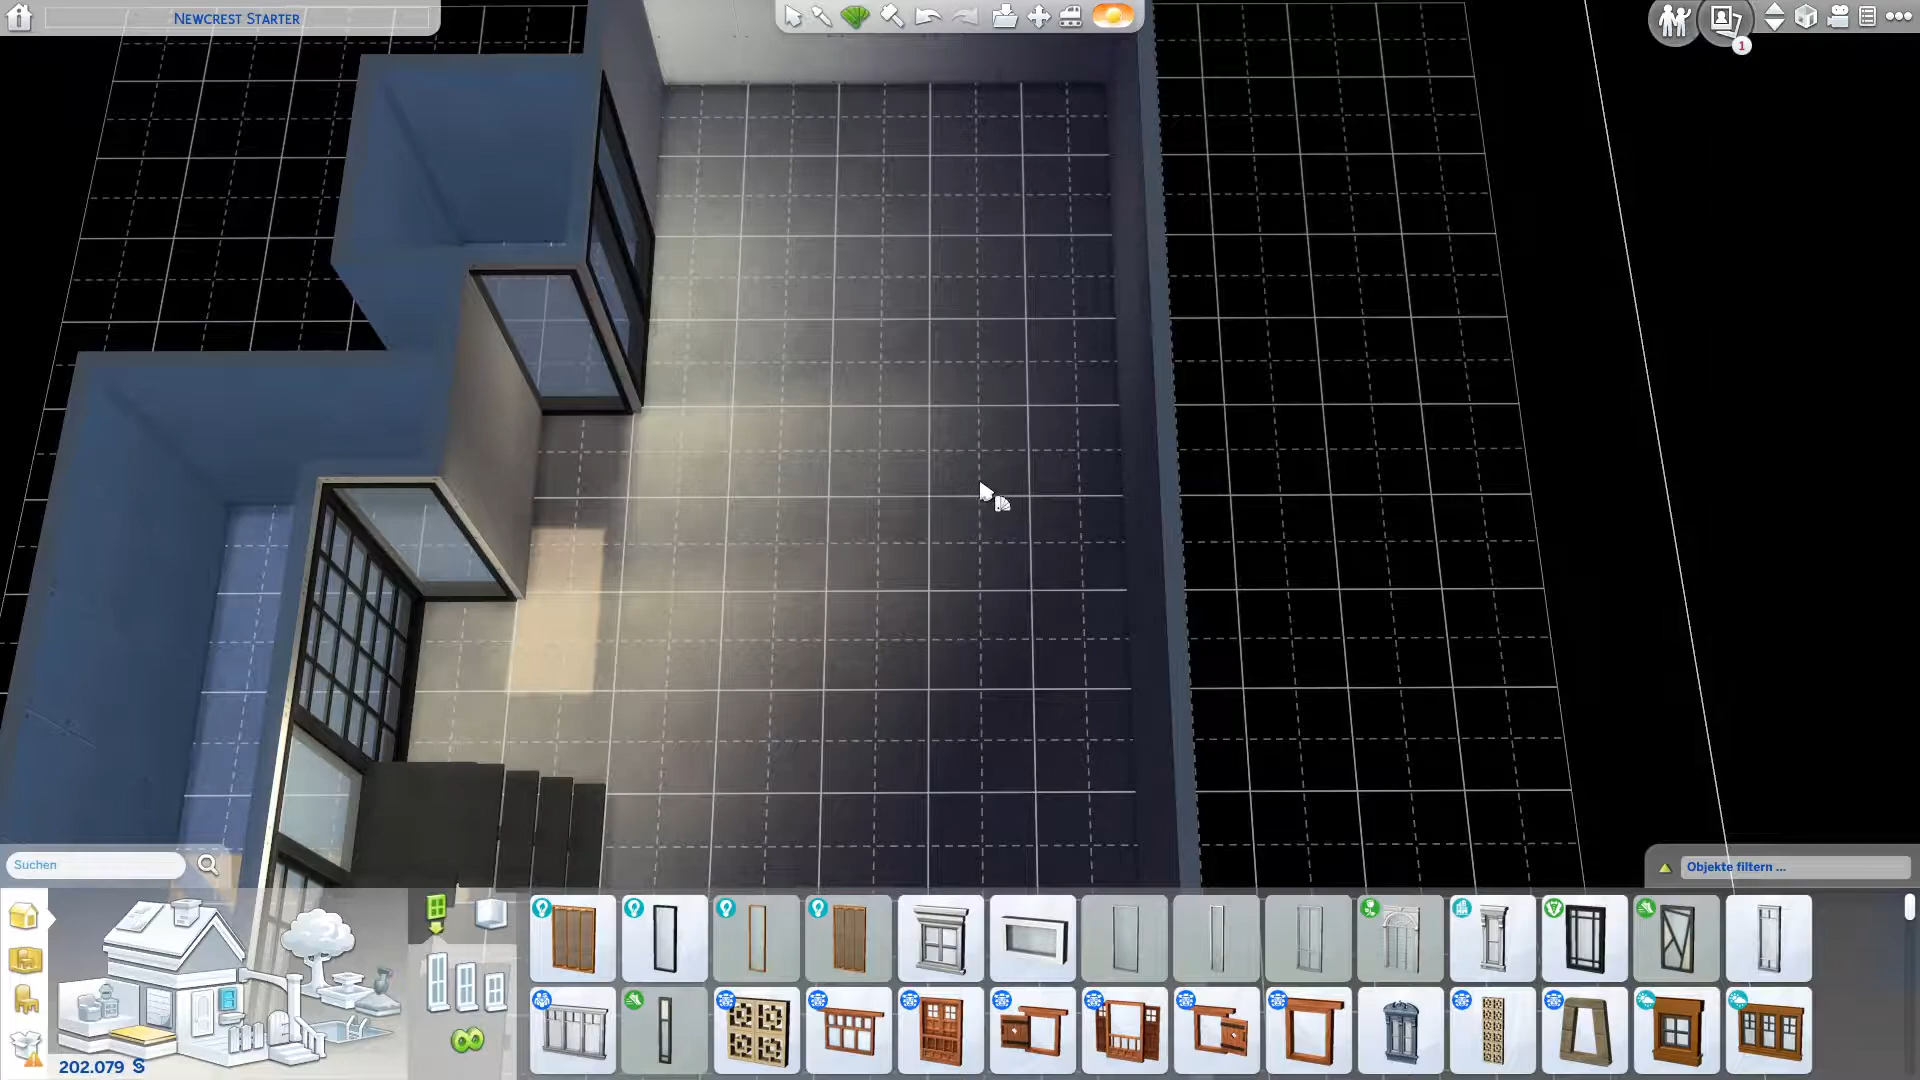 Newcrest Starter
1
Suchen
Objekte filtern ...
202.079 S